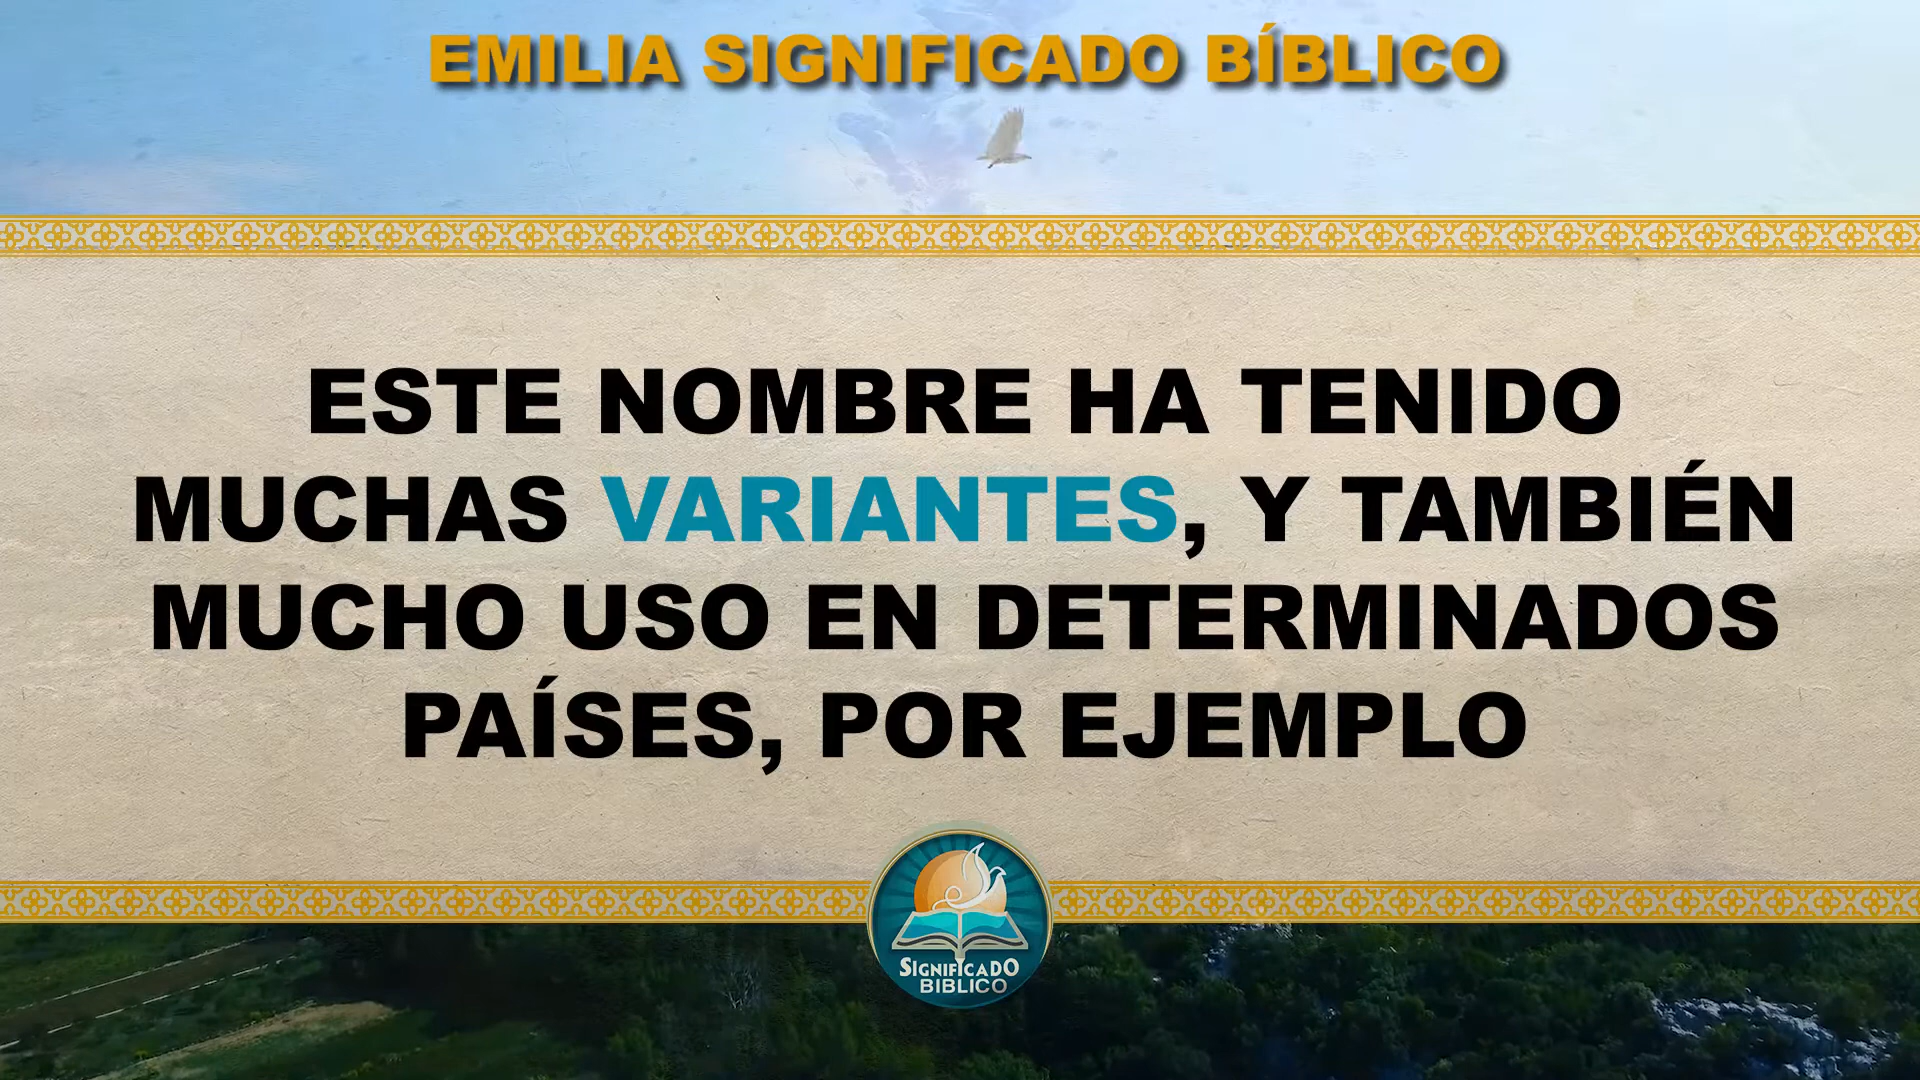 EMILIA SIGNIFICADO BÍBLICO
ESTE NOMBRE HA TENIDO
MUCHAS VARIANTES, Y TAMBIÉN
MUCHO USO EN DETERMINADOS
PAÍSES, POR EJEMPLO
SIGNIFICADO
BIBLICO